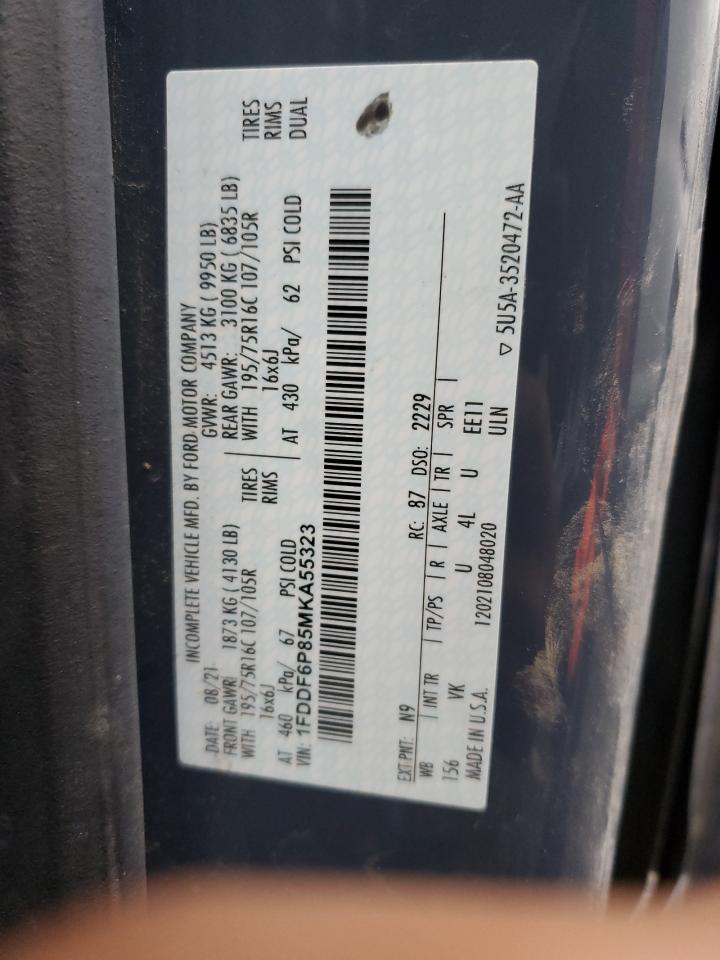 INCOMPLETE VEHICLE MFD. BY FORD MOTOR COMPANY
DATE: 08/21 GVWR: 4513 KG ( 9950 LB)
FRONT GAWR: 1873 KG ( 4130 LB) REAR GAWR: 3100 KG ( 6835 LB)
WITH 195/75R16C 107/105R TIRES WITH 195/75R16C 107/105R TIRES
16x6J RIMS 16x6J RIMS
AT 460 kPa/ 67 PSI COLD AT 430 kPa/ 62 PSI COLD DUAL
VIN: 1FDDF6P85MKA55323
EXT PNT: N9 RC: 87 DSO: 2229
WB INT TR TP/PS R AXLE TR SPR
156 VK U 4L U EE11
MADE IN U.S.A. 1202108048020 ULN
▽ 5U5A-3520472-AA